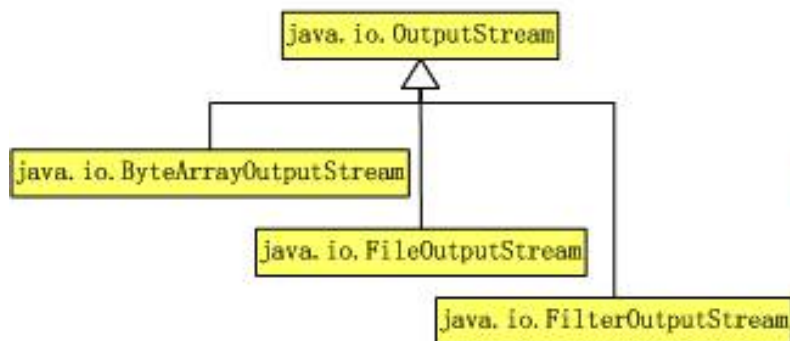 java.io.OutputStream
java.io.ByteArrayOutputStream
java.io.FileOutputStream
java.io.FilterOutputStream